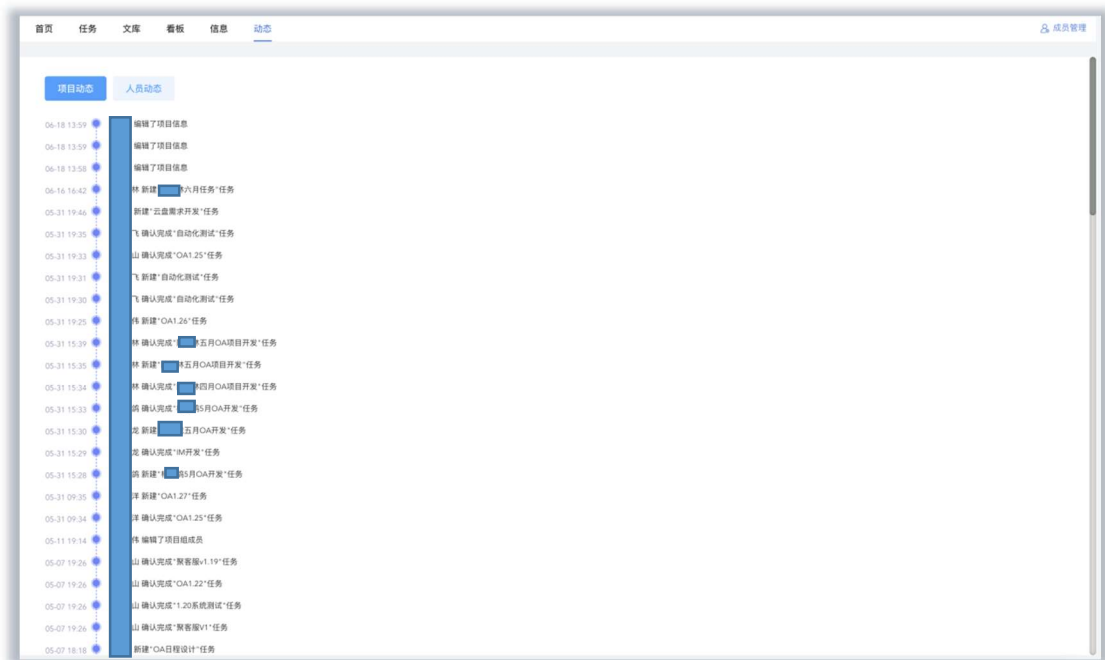 首页 任务 文库 看板 信息 动态 成员管理
项目动态 人员动态
06-18 13:59 编辑了项目信息
06-18 13:59 编辑了项目信息
06-18 13:58 编辑了项目信息
06-16 16:42 林 新建 六月任务"任务
05-31 19:46 新建"云盘需求开发"任务
05-31 19:35 飞 确认完成"自动化测试"任务
05-31 19:33 山 确认完成"OA1.25"任务
05-31 19:31 飞 新建"自动化测试"任务
05-31 19:30 飞 确认完成"自动化测试"任务
05-31 19:25 伟 新建"OA1.26"任务
05-31 15:39 林 确认完成" 五月OA项目开发"任务
05-31 15:35 林 新建" 五月OA项目开发"任务
05-31 15:34 林 确认完成" 四月OA项目开发"任务
05-31 15:33 鸽 确认完成" 5月OA开发"任务
05-31 15:30 龙 新建 五月OA开发"任务
05-31 15:29 龙 确认完成"IM开发"任务
05-31 15:28 鸽 新建" 鸽5月OA开发"任务
05-31 09:35 洋 新建"OA1.27"任务
05-31 09:34 洋 确认完成"OA1.25"任务
05-11 19:14 伟 编辑了项目组成员
05-07 19:26 山 确认完成"聚客服v1.19"任务
05-07 19:26 山 确认完成"OA1.22"任务
05-07 19:26 山 确认完成"1.20系统测试"任务
05-07 19:26 山 确认完成"聚客服V1"任务
05-07 18:18 新建"OA日程设计"任务